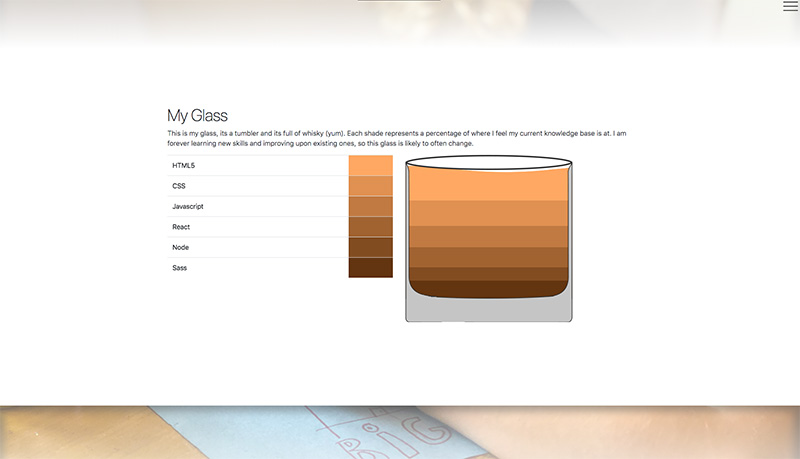 My Glass
This is my glass, its a tumbler and its full of whisky (yum). Each shade represents a percentage of where I feel my current knowledge base is at. I am
forever learning new skills and improving upon existing ones, so this glass is likely to often change.
HTML5
CSS
Javascript
React
Node
Sass